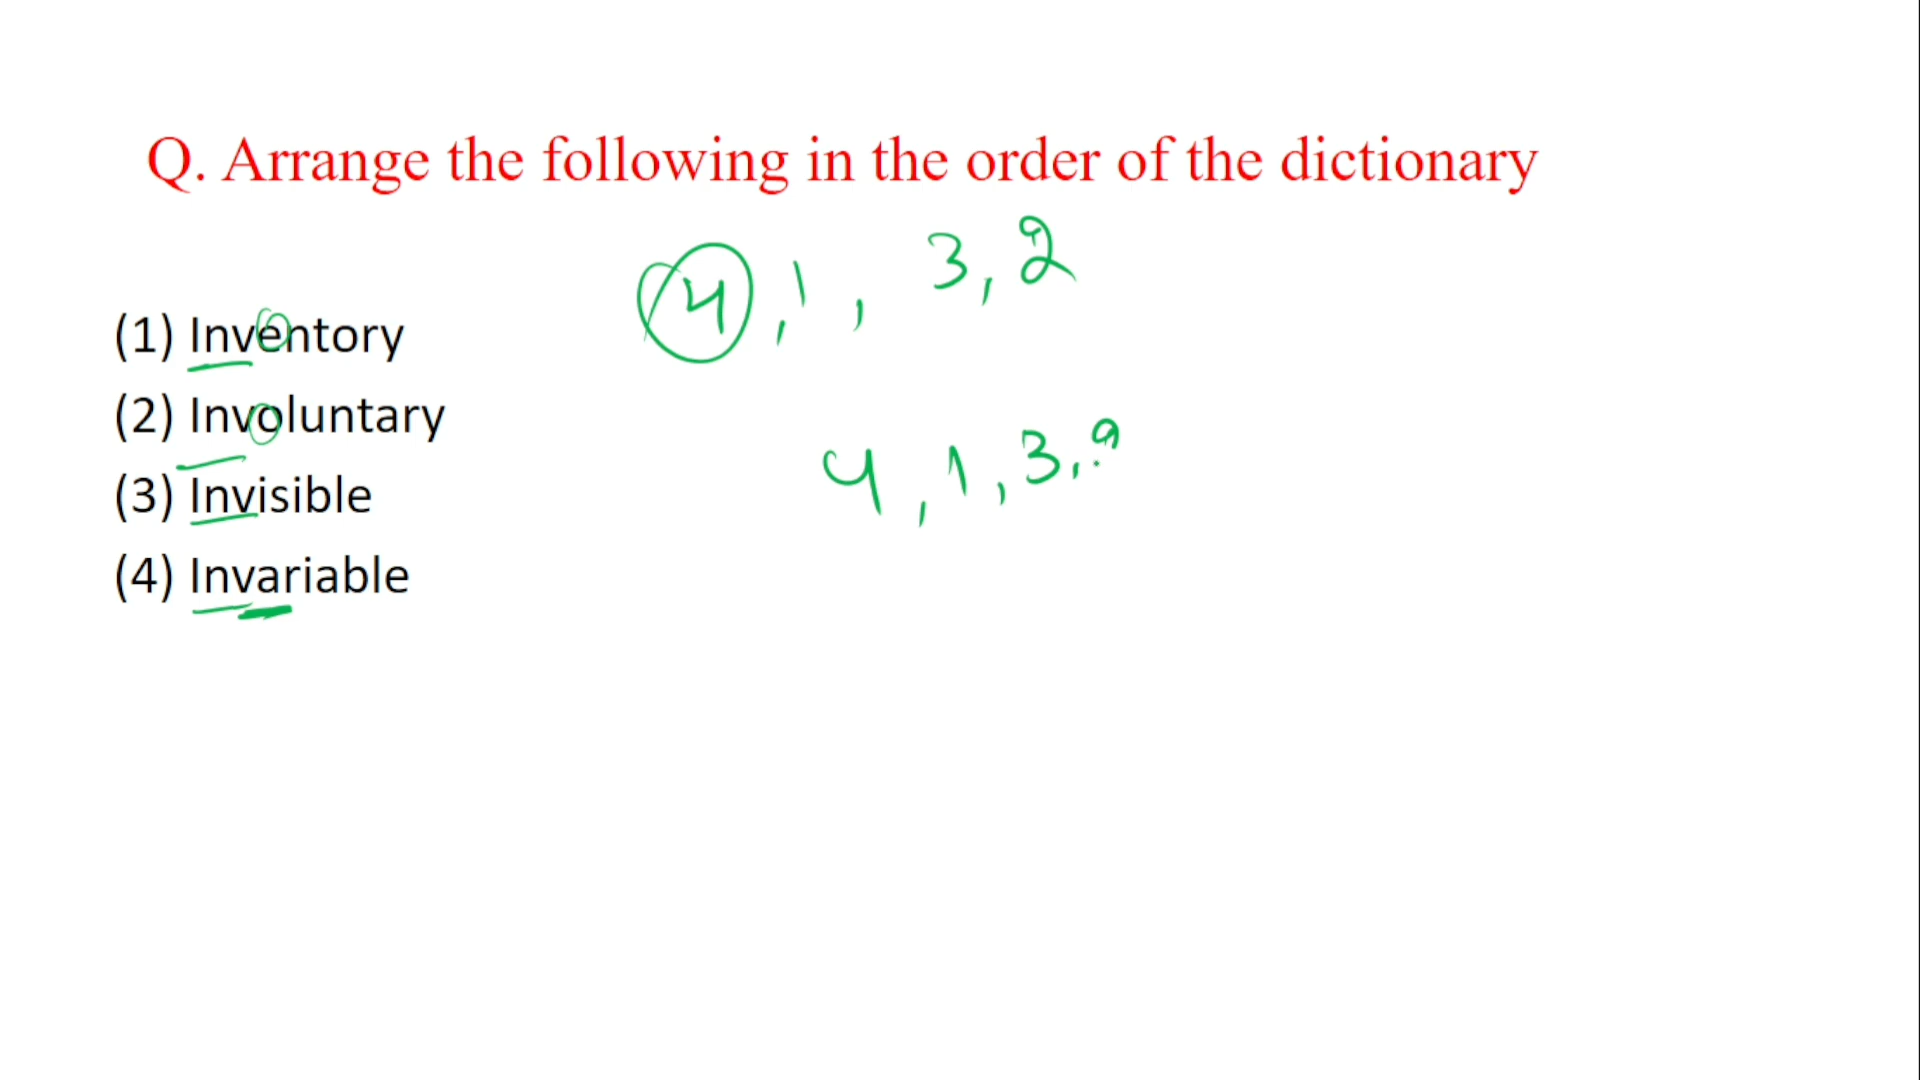 Q. Arrange the following in the order of the dictionary
4, 1, 3, 2
(1) Inventory
(2) Involuntary
4, 1, 3,
(3) Invisible
(4) Invariable